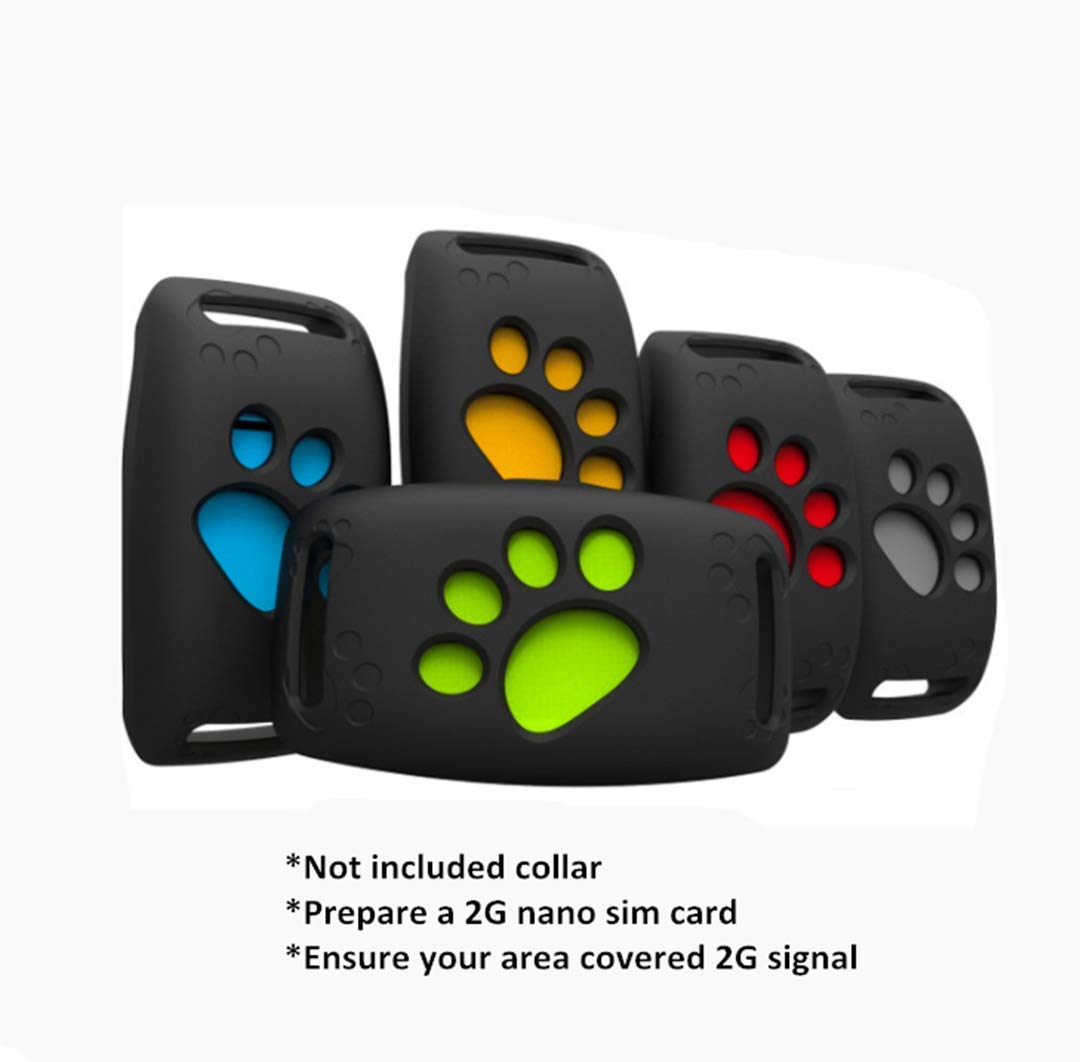 *Not included collar
*Prepare a 2G nano sim card
*Ensure your area covered 2G signal